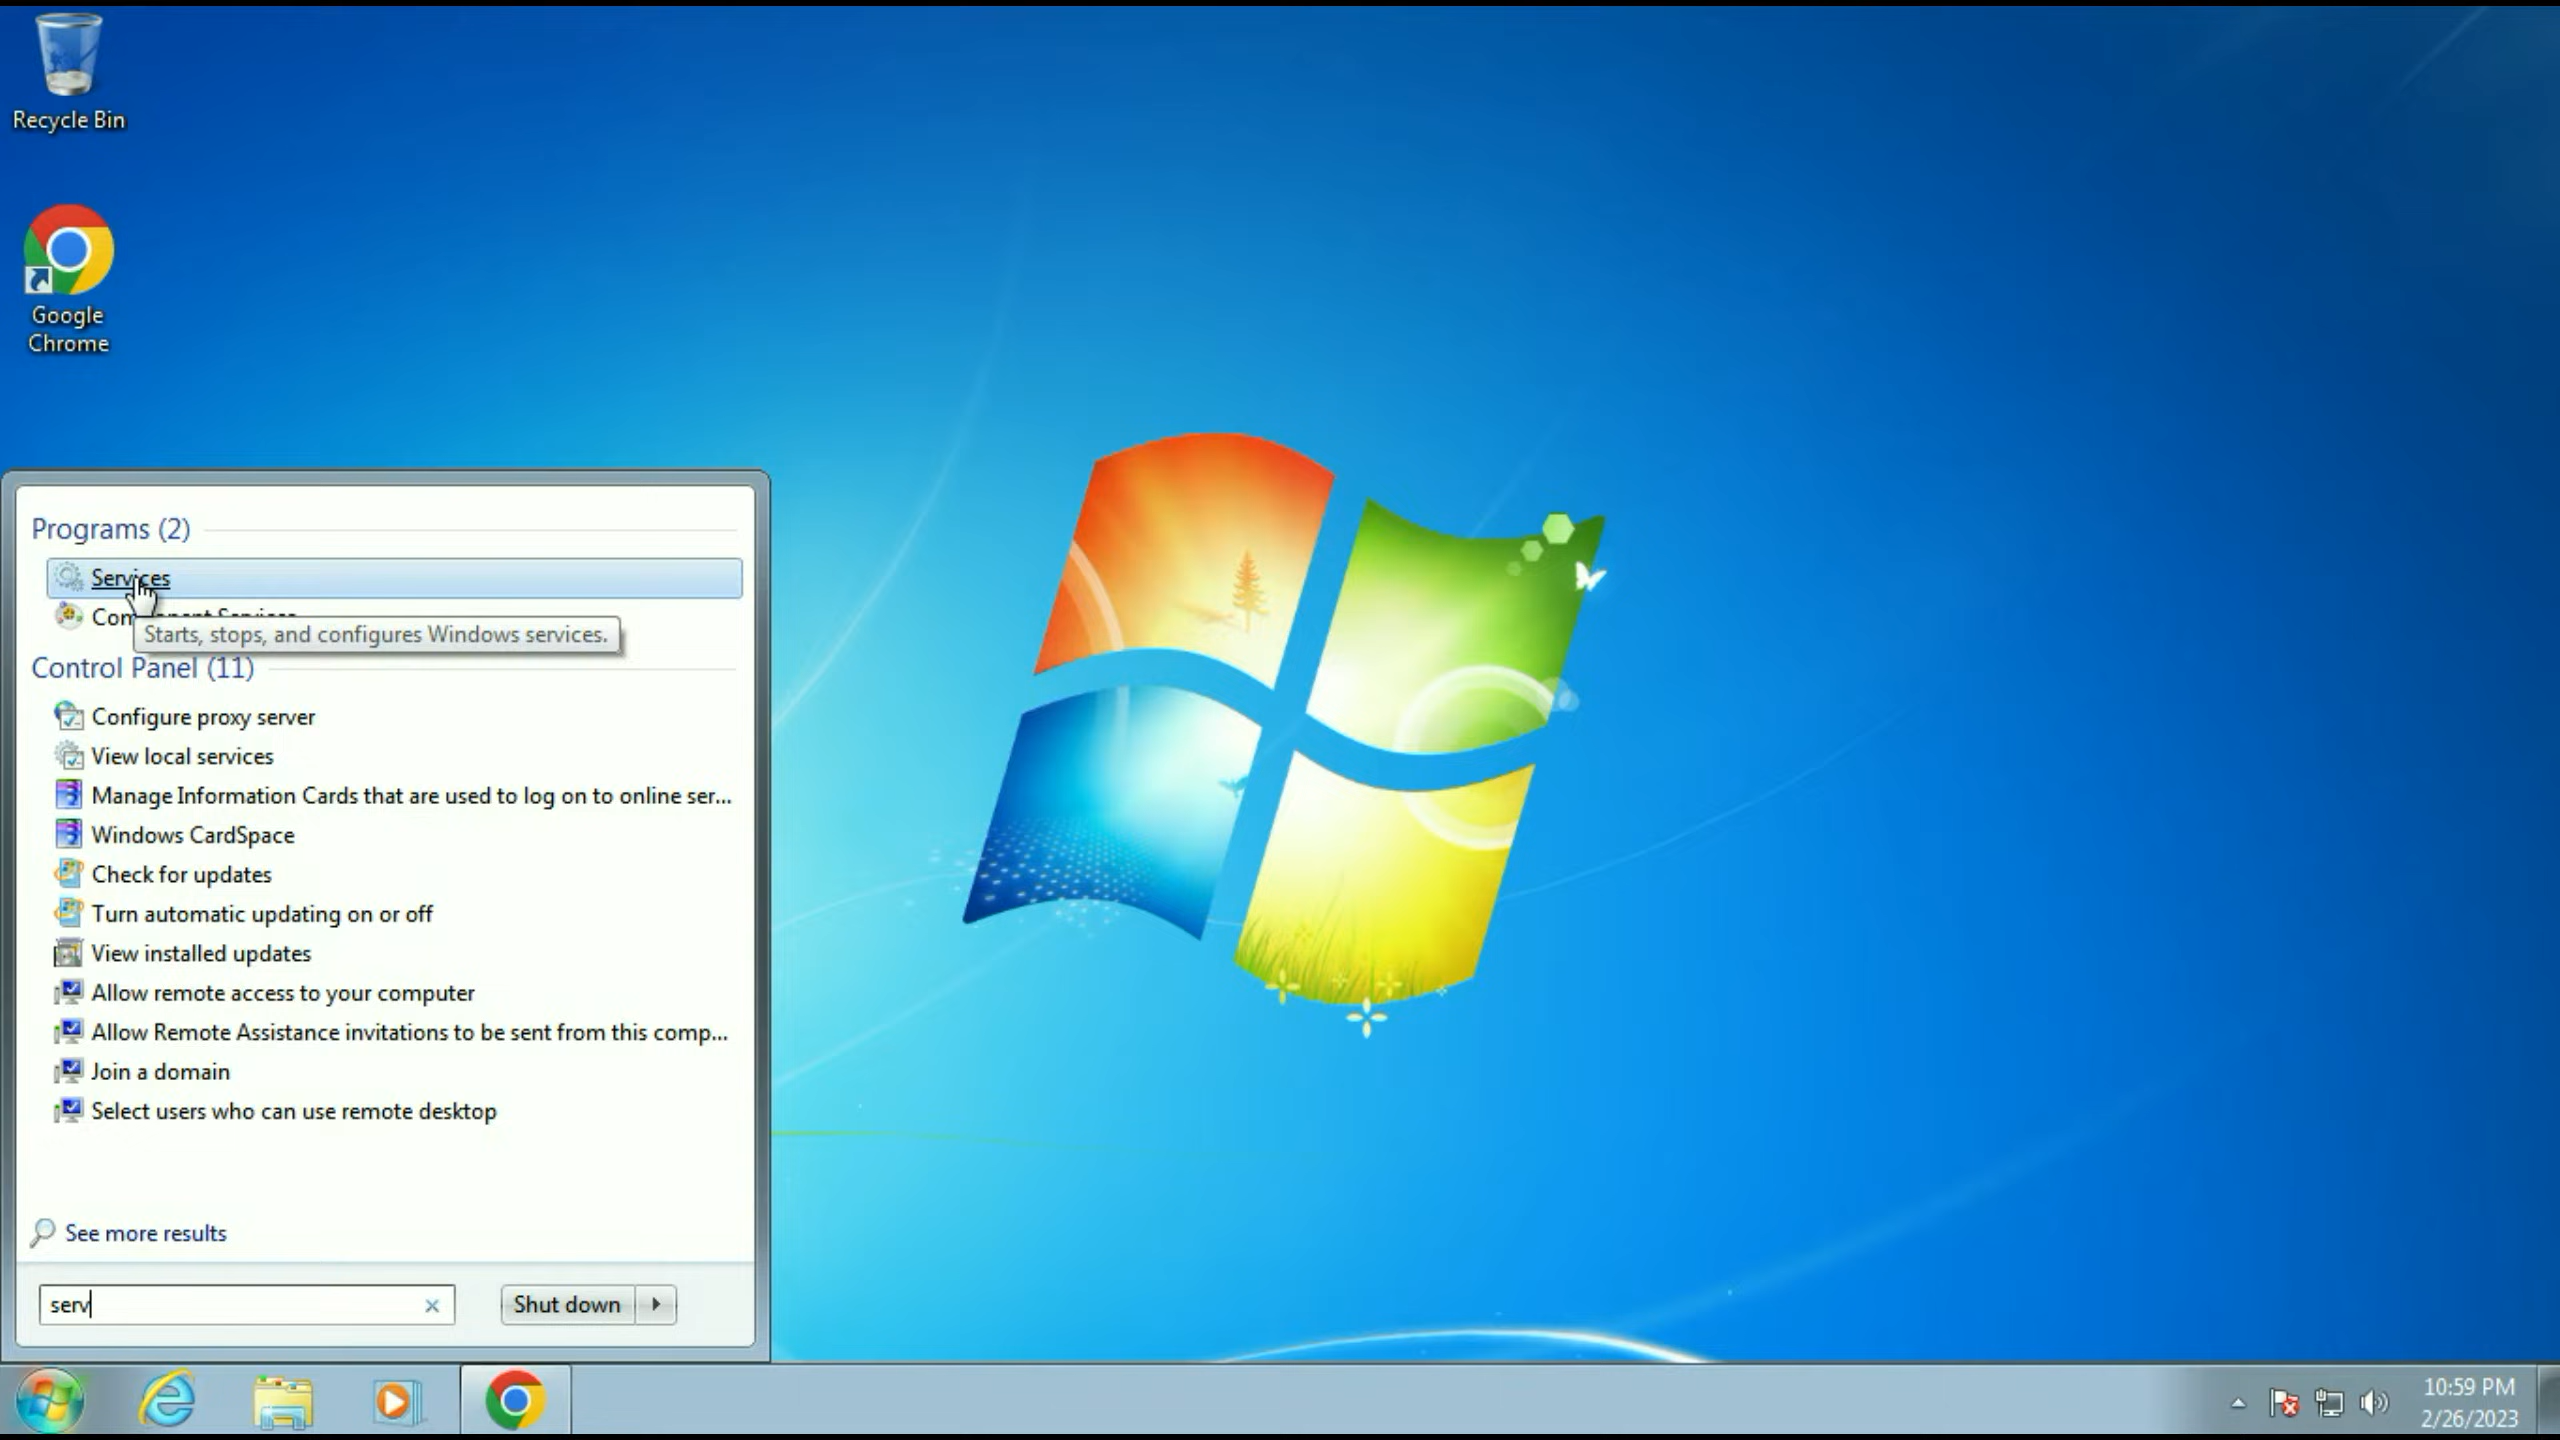 Recycle Bin
Google
Chrome
Programs (2)
Services
Starts, stops, and configures Windows services.
Control Panel (11)
Configure proxy server
View local services
Manage Information Cards that are used to log on to online ser...
Windows CardSpace
Check for updates
Turn automatic updating on or off
View installed updates
Allow remote access to your computer
Allow Remote Assistance invitations to be sent from this comp...
Join a domain
Select users who can use remote desktop
See more results
serv
Shut down
10:59 PM
2/26/2023